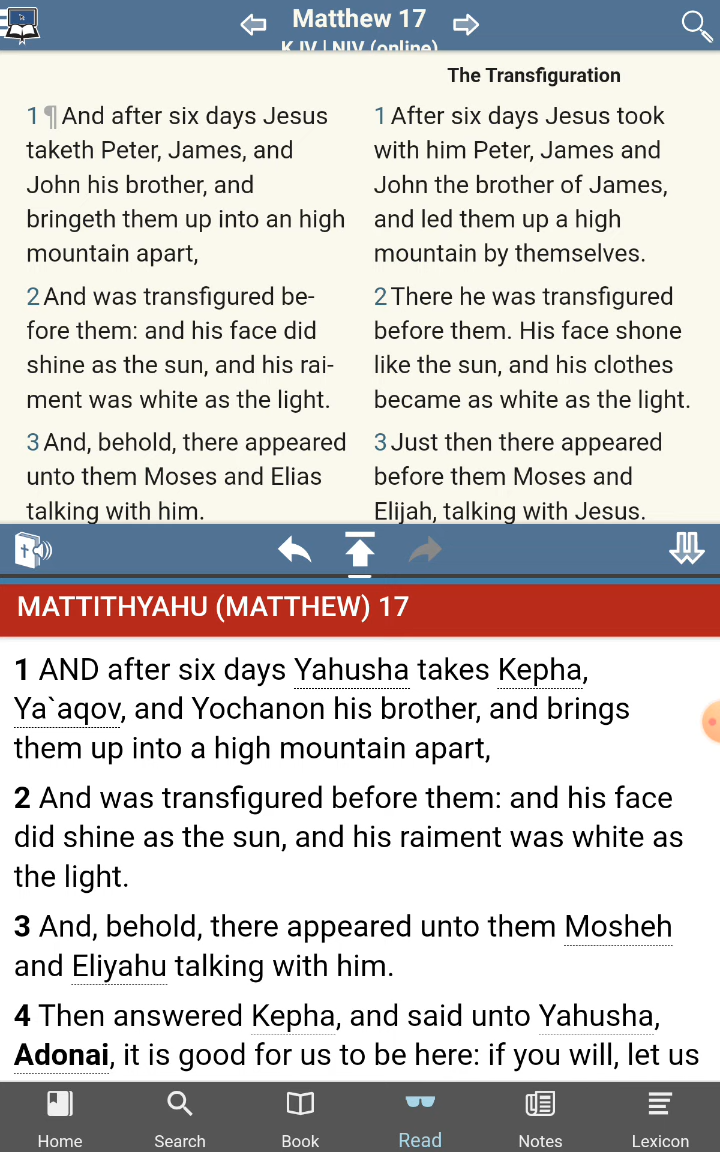 Matthew 17
KJV | NIV (online)
The Transfiguration
1 ¶ And after six days Jesus
taketh Peter, James, and
John his brother, and
bringeth them up into an high
mountain apart,
2 And was transfigured be-
fore them: and his face did
shine as the sun, and his rai-
ment was white as the light.
3 And, behold, there appeared
unto them Moses and Elias
talking with him.
1 After six days Jesus took
with him Peter, James and
John the brother of James,
and led them up a high
mountain by themselves.
2 There he was transfigured
before them. His face shone
like the sun, and his clothes
became as white as the light.
3 Just then there appeared
before them Moses and
Elijah, talking with Jesus.
MATTITHYAHU (MATTHEW) 17
1 AND after six days Yahusha takes Kepha,
Ya`aqov, and Yochanon his brother, and brings
them up into a high mountain apart,
2 And was transfigured before them: and his face
did shine as the sun, and his raiment was white as
the light.
3 And, behold, there appeared unto them Mosheh
and Eliyahu talking with him.
4 Then answered Kepha, and said unto Yahusha,
Adonai, it is good for us to be here: if you will, let us
Home
Search
Book
Read
Notes
Lexicon